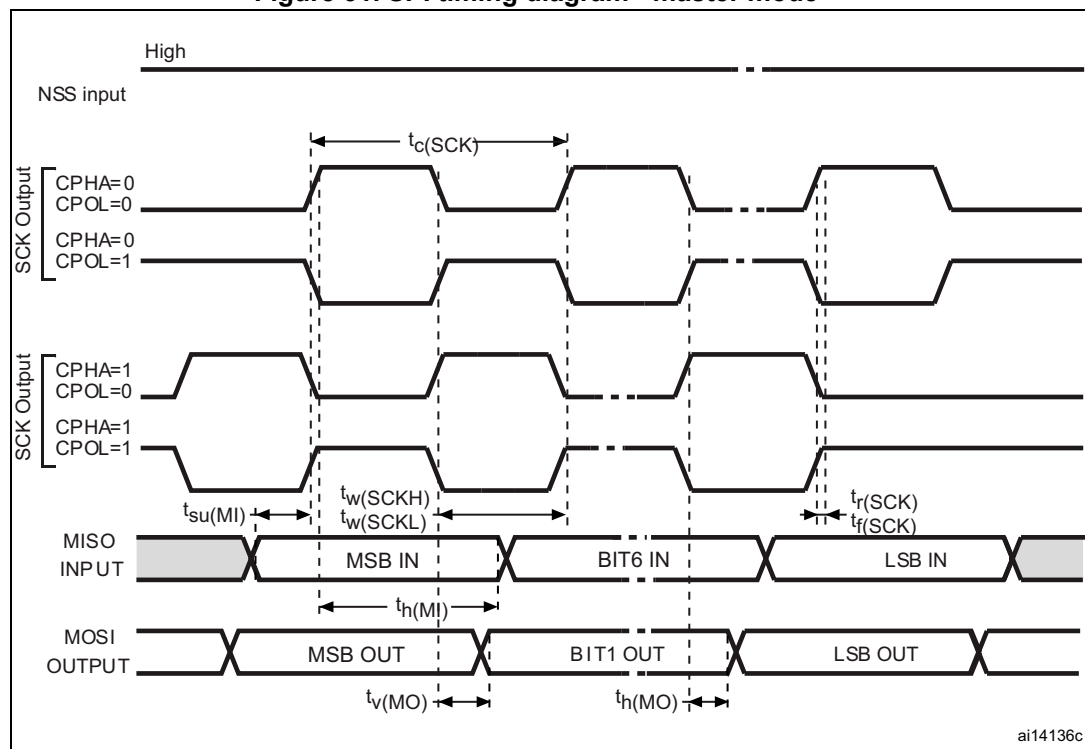 High
NSS input
tc(SCK)
SCK Output
CPHA=0
CPOL=0
CPHA=0
CPOL=1
SCK Output
CPHA=1
CPOL=0
CPHA=1
CPOL=1
tsu(MI)
tw(SCKH)
tw(SCKL)
tr(SCK)
tf(SCK)
MISO
INPUT
MSB IN
BIT6 IN
LSB IN
th(MI)
MOSI
OUTPUT
MSB OUT
BIT1 OUT
LSB OUT
tv(MO)
th(MO)
ai14136c